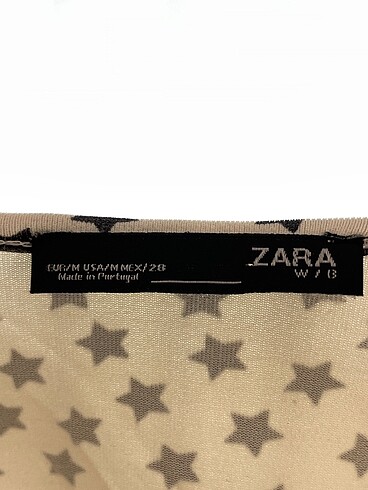 EUR/M USA/M MEX/28
Made in Portugal
ZARA
W / B